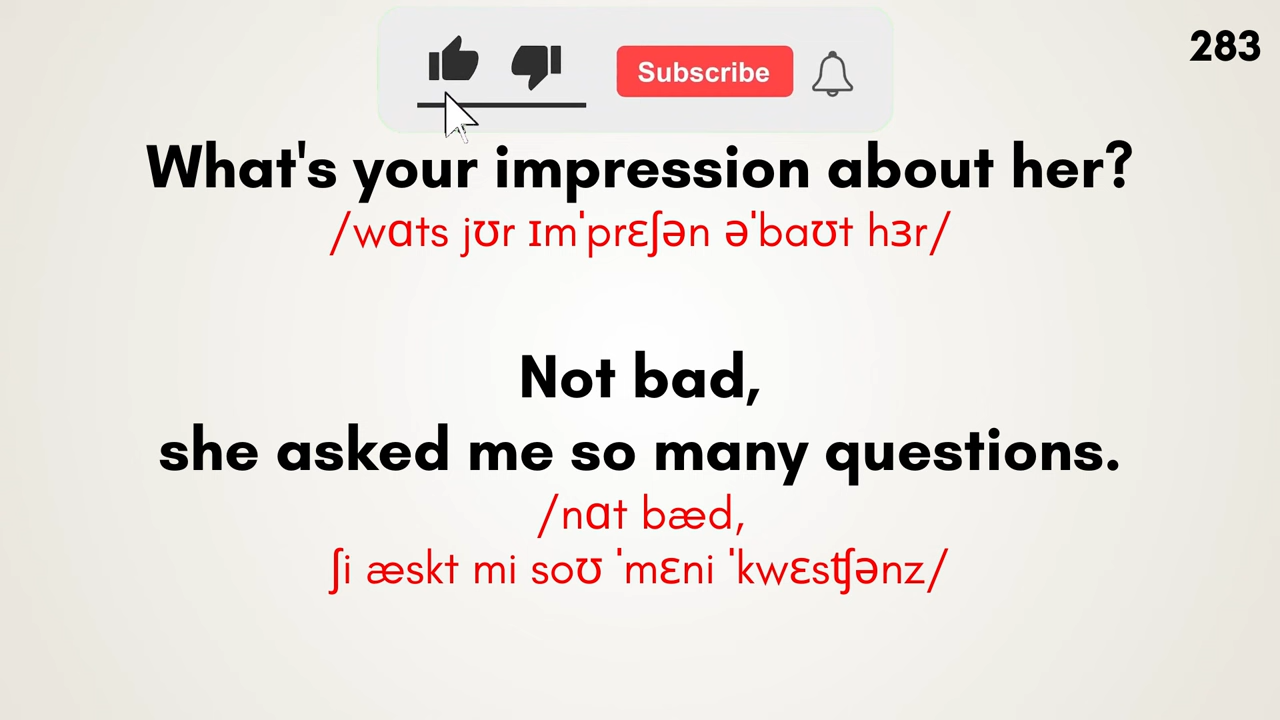 Subscribe
283
What's your impression about her?
/wɑts jʊr ɪmˈprɛʃən əˈbaʊt hɜr/
Not bad,
she asked me so many questions.
/nɑt bæd,
ʃi æskt mi soʊ ˈmɛni ˈkwɛsʧənz/